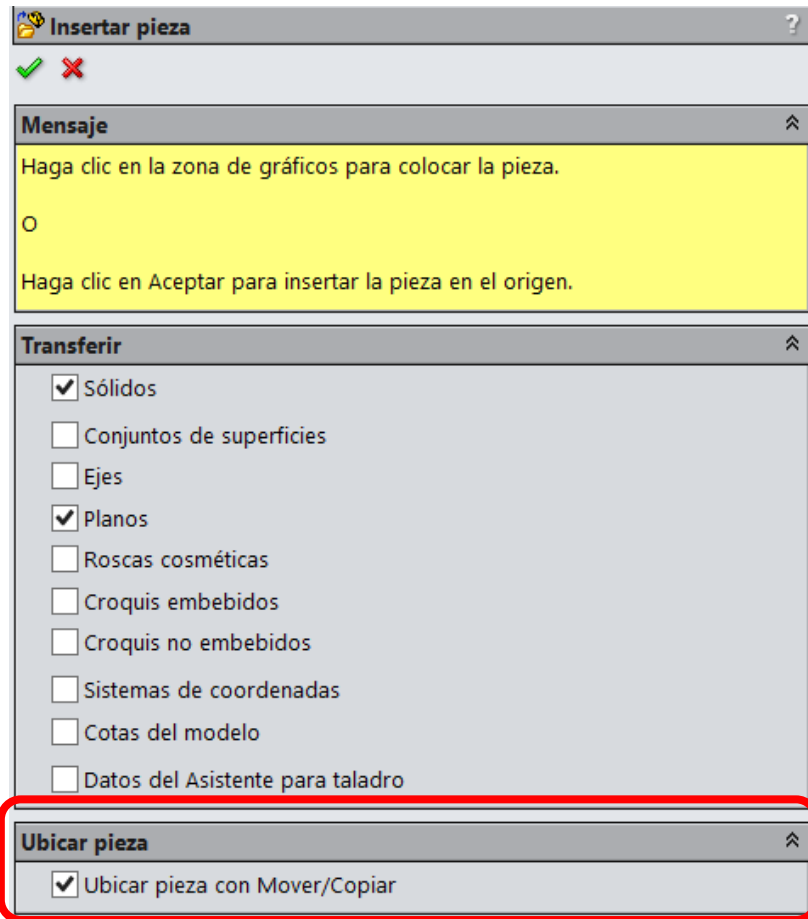 Insertar pieza ?
Mensaje
Haga clic en la zona de gráficos para colocar la pieza.
O
Haga clic en Aceptar para insertar la pieza en el origen.
Transferir
Sólidos
Conjuntos de superficies
Ejes
Planos
Roscas cosméticas
Croquis embebidos
Croquis no embebidos
Sistemas de coordenadas
Cotas del modelo
Datos del Asistente para taladro
Ubicar pieza
Ubicar pieza con Mover/Copiar